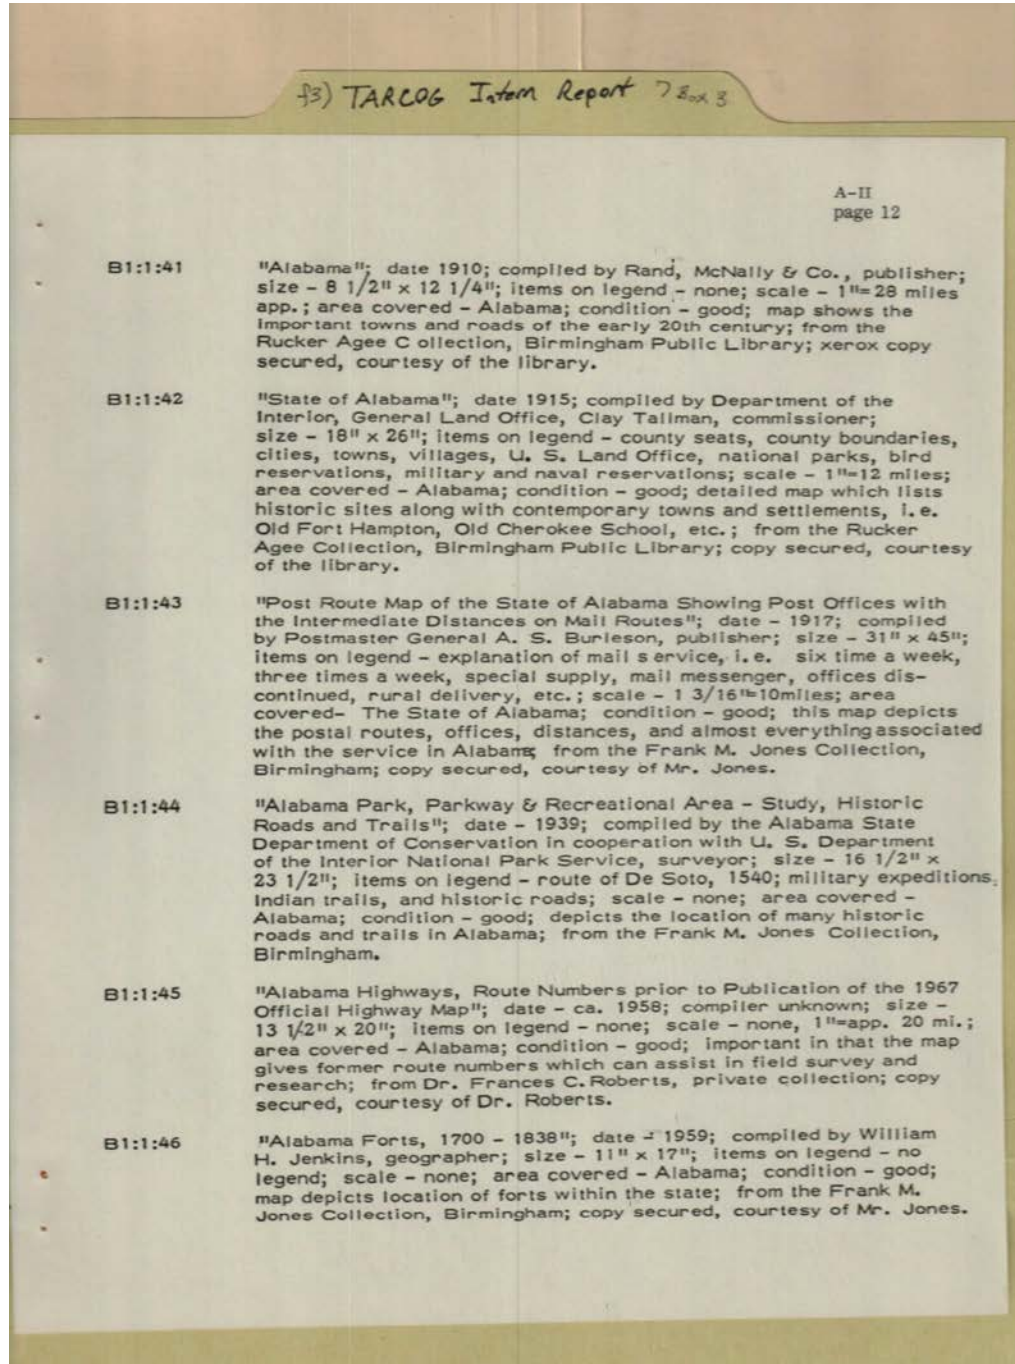 f3) TARCOG Intern Report > Box 3
A-II
page 12
B1:1:41 "Alabama"; date 1910; compiled by Rand, McNally & Co., publisher;
size - 8 1/2" x 12 1/4"; items on legend - none; scale - 1"=28 miles
app.; area covered - Alabama; condition - good; map shows the
important towns and roads of the early 20th century; from the
Rucker Agee C ollection, Birmingham Public Library; xerox copy
secured, courtesy of the library.
B1:1:42 "State of Alabama"; date 1915; compiled by Department of the
Interior, General Land Office, Clay Tallman, commissioner;
size - 18" x 26"; items on legend - county seats, county boundaries,
cities, towns, villages, U. S. Land Office, national parks, bird
reservations, military and naval reservations; scale - 1"=12 miles;
area covered - Alabama; condition - good; detailed map which lists
historic sites along with contemporary towns and settlements, i.e.
Old Fort Hampton, Old Cherokee School, etc.; from the Rucker
Agee Collection, Birmingham Public Library; copy secured, courtesy
of the library.
B1:1:43 "Post Route Map of the State of Alabama Showing Post Offices with
the Intermediate Distances on Mail Routes"; date - 1917; compiled
by Postmaster General A. S. Burleson, publisher; size - 31" x 45";
items on legend - explanation of mail s ervice, i.e. six time a week,
three times a week, special supply, mail messenger, offices dis-
continued, rural delivery, etc.; scale - 1 3/16"=10miles; area
covered- The State of Alabama; condition - good; this map depicts
the postal routes, offices, distances, and almost everything associated
with the service in Alabama; from the Frank M. Jones Collection,
Birmingham; copy secured, courtesy of Mr. Jones.
B1:1:44 "Alabama Park, Parkway & Recreational Area - Study, Historic
Roads and Trails"; date - 1939; compiled by the Alabama State
Department of Conservation in cooperation with U. S. Department
of the Interior National Park Service, surveyor; size - 16 1/2" x
23 1/2"; items on legend - route of De Soto, 1540; military expeditions,
Indian trails, and historic roads; scale - none; area covered -
Alabama; condition - good; depicts the location of many historic
roads and trails in Alabama; from the Frank M. Jones Collection,
Birmingham.
B1:1:45 "Alabama Highways, Route Numbers prior to Publication of the 1967
Official Highway Map"; date - ca. 1958; compiler unknown; size -
13 1/2" x 20"; items on legend - none; scale - none, 1"=app. 20 mi.;
area covered - Alabama; condition - good; important in that the map
gives former route numbers which can assist in field survey and
research; from Dr. Frances C. Roberts, private collection; copy
secured, courtesy of Dr. Roberts.
B1:1:46 "Alabama Forts, 1700 - 1838"; date - 1959; compiled by William
H. Jenkins, geographer; size - 11" x 17"; items on legend - no
legend; scale - none; area covered - Alabama; condition - good;
map depicts location of forts within the state; from the Frank M.
Jones Collection, Birmingham; copy secured, courtesy of Mr. Jones.